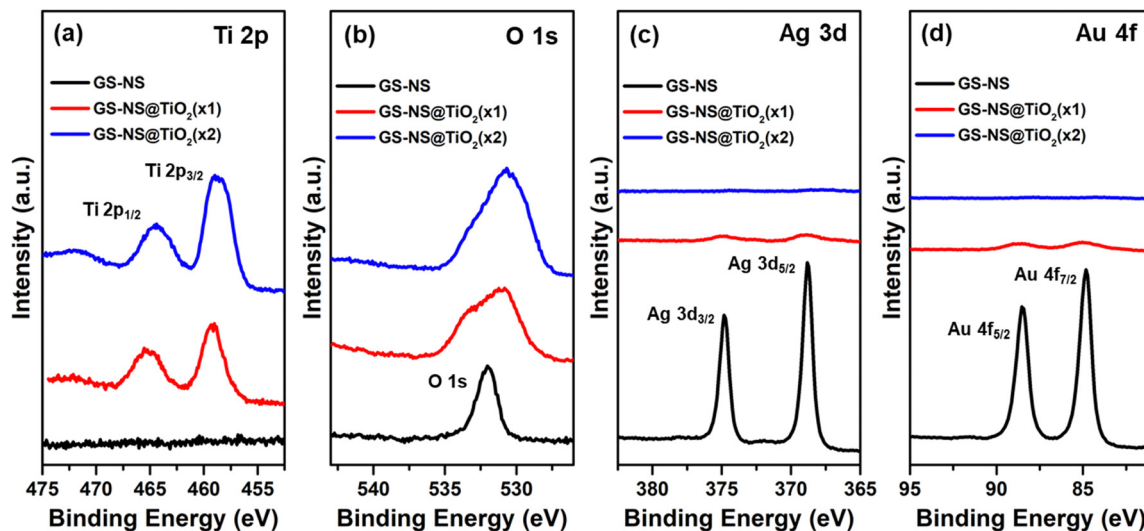 (a) Ti 2p
GS-NS
GS-NS@TiO₂(x1)
GS-NS@TiO₂(x2)
Ti 2p₃/₂
Ti 2p₁/₂
Intensity (a.u.)
475 470 465 460 455
Binding Energy (eV)
(b) O 1s
GS-NS
GS-NS@TiO₂(x1)
GS-NS@TiO₂(x2)
O 1s
Intensity (a.u.)
540 535 530
Binding Energy (eV)
(c) Ag 3d
GS-NS
GS-NS@TiO₂(x1)
GS-NS@TiO₂(x2)
Ag 3d₅/₂
Ag 3d₃/₂
Intensity (a.u.)
380 375 370 365
Binding Energy (eV)
(d) Au 4f
GS-NS
GS-NS@TiO₂(x1)
GS-NS@TiO₂(x2)
Au 4f₇/₂
Au 4f₅/₂
Intensity (a.u.)
95 90 85
Binding Energy (eV)